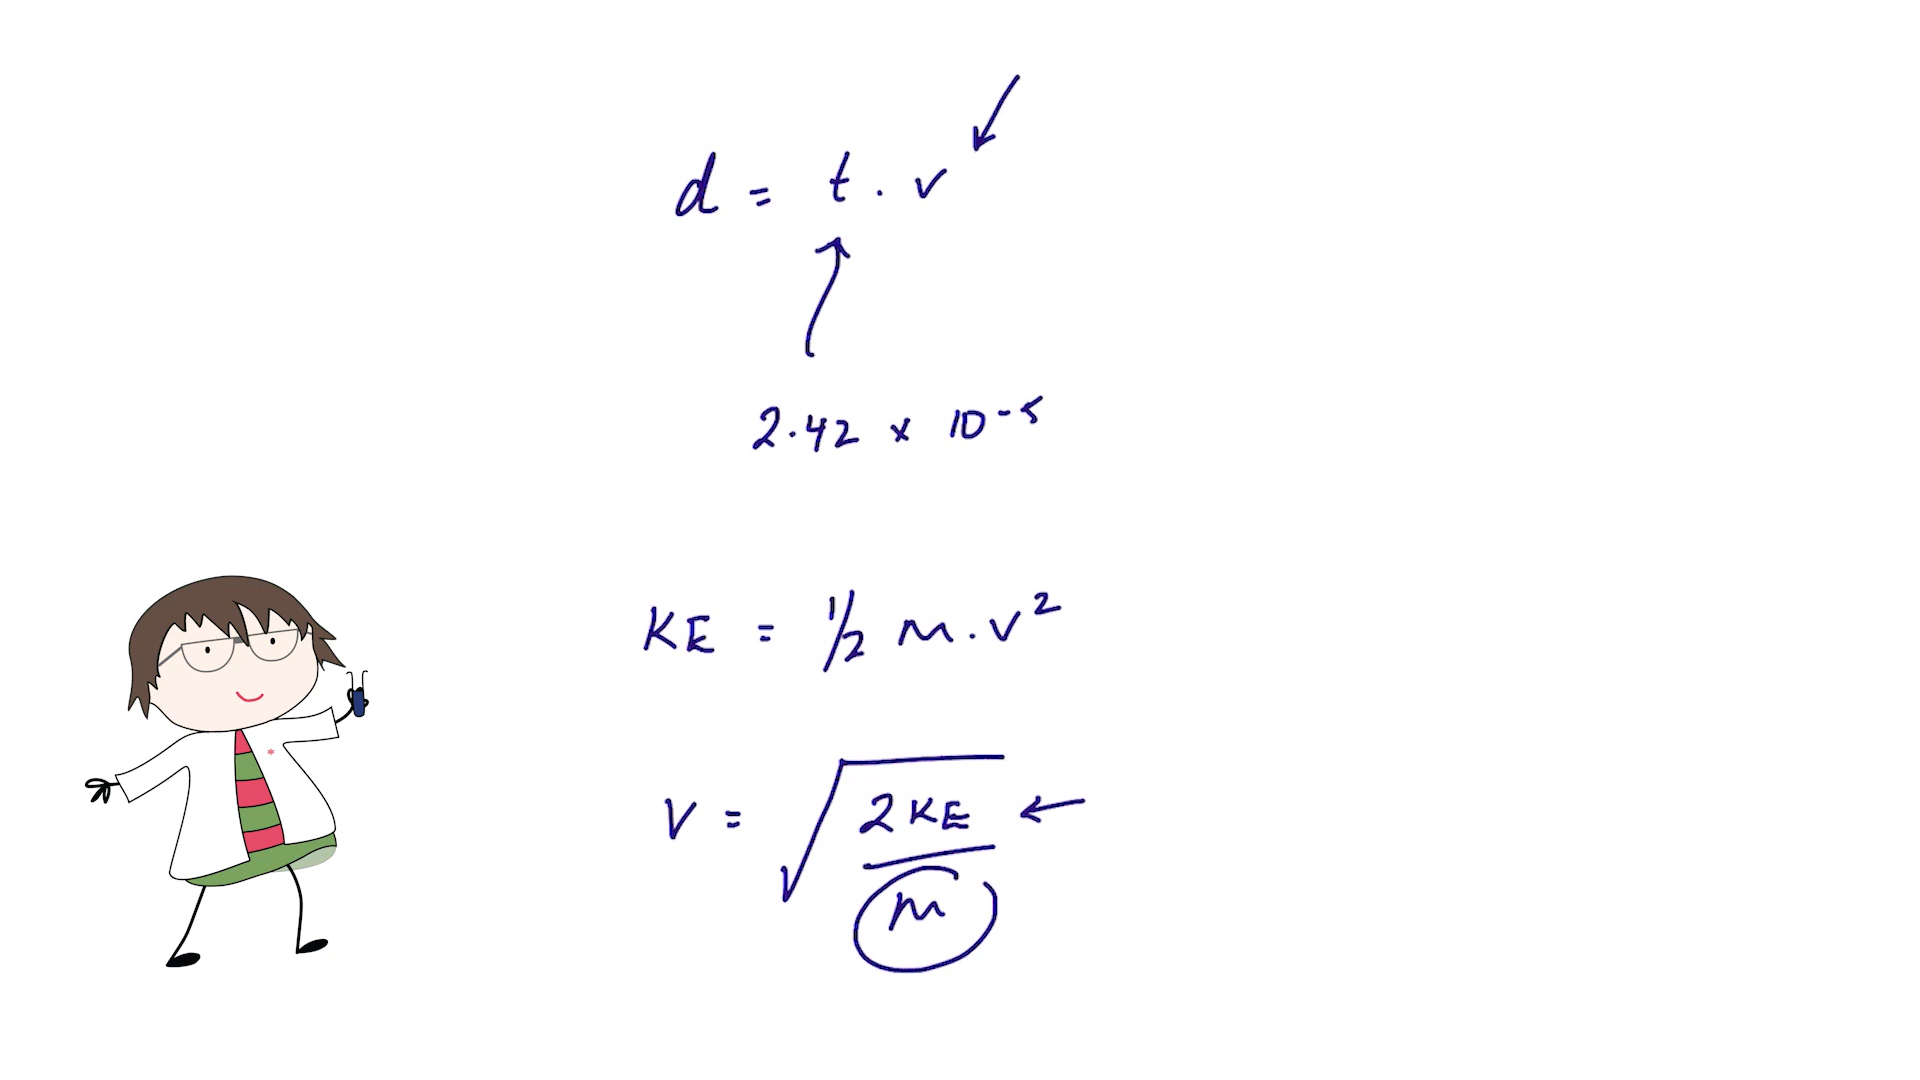 d = t . v
2.42 x 10⁻⁵
KE = 1/2 m . v²
v = √(2KE/m)